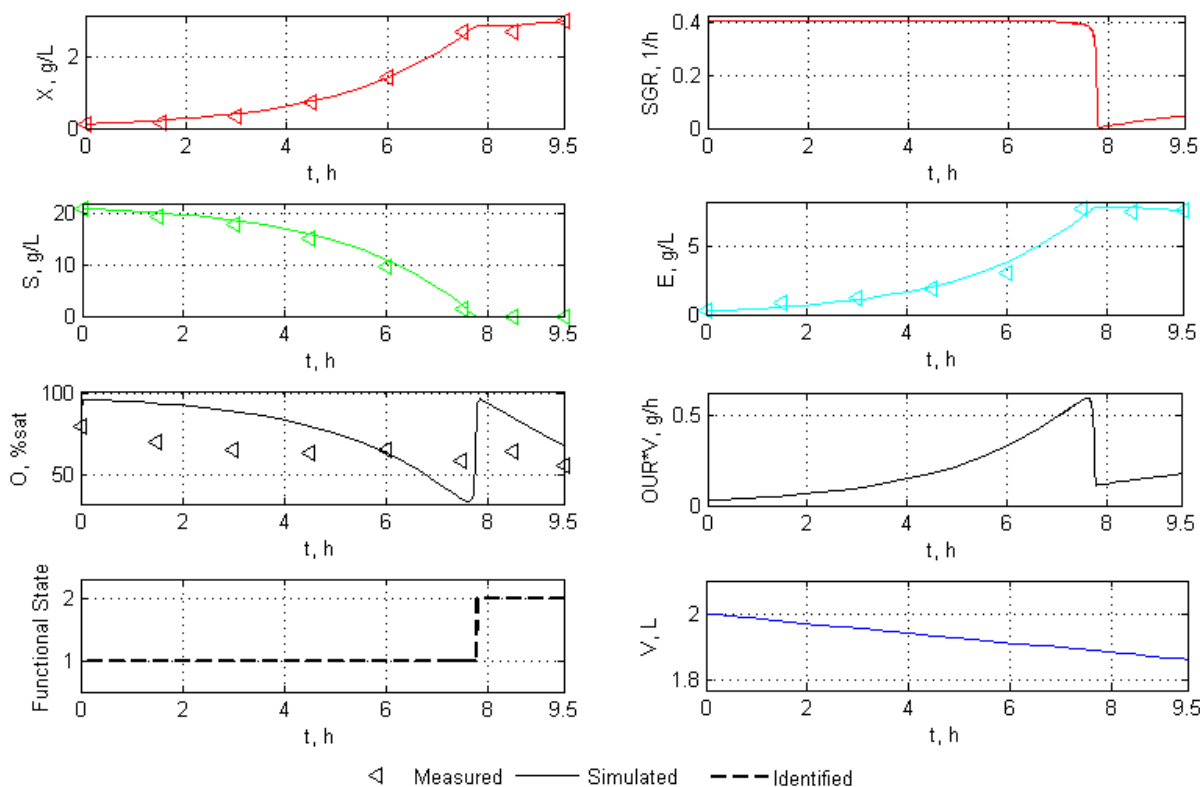 X, g/L
2
0
0 2 4 6 8 9.5
t, h
SGR, 1/h
0.4
0.2
0
0 2 4 6 8 9.5
t, h
S, g/L
20
10
0
0 2 4 6 8 9.5
t, h
E, g/L
5
0
0 2 4 6 8 9.5
t, h
O, %sat
100
50
0 2 4 6 8 9.5
t, h
OUR*V, g/h
0.5
0
0 2 4 6 8 9.5
t, h
Functional State
2
1
0 2 4 6 8 9.5
t, h
V, L
2
1.8
0 2 4 6 8 9.5
t, h
Measured Simulated Identified